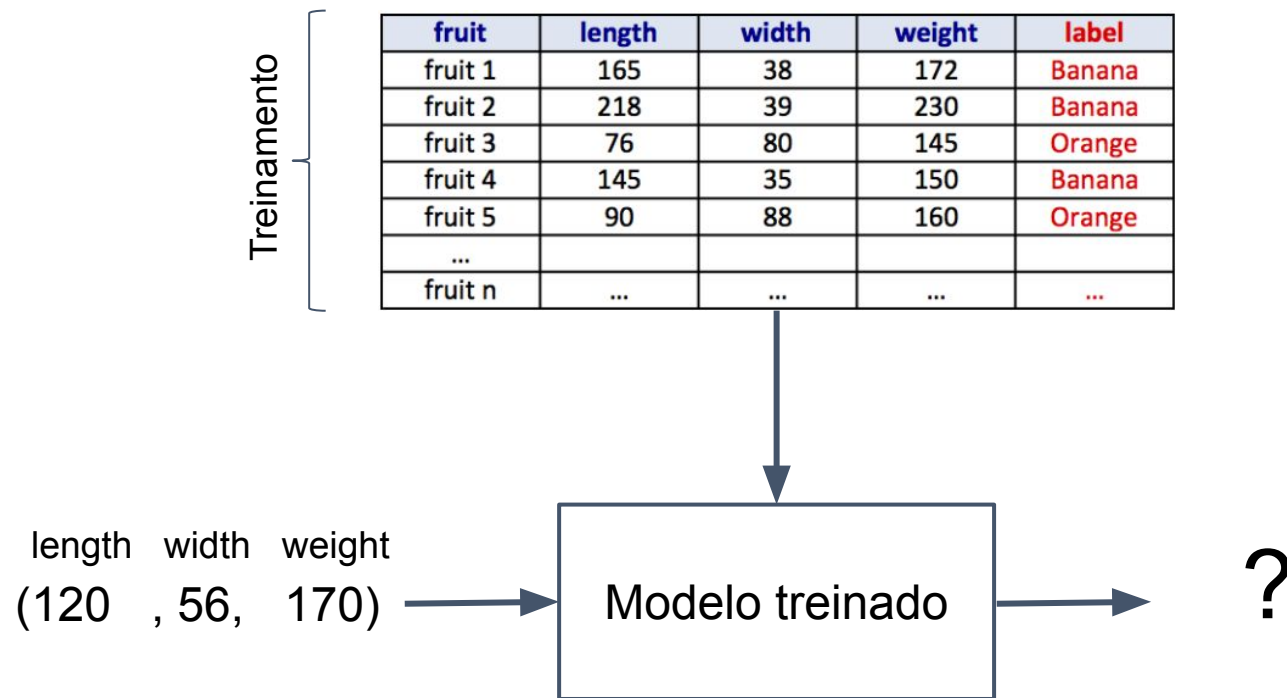 Treinamento
fruit length width weight label
fruit 1 165 38 172 Banana
fruit 2 218 39 230 Banana
fruit 3 76 80 145 Orange
fruit 4 145 35 150 Banana
fruit 5 90 88 160 Orange
...
fruit n ... ... ... ...
length width weight
(120 , 56, 170)
Modelo treinado
?